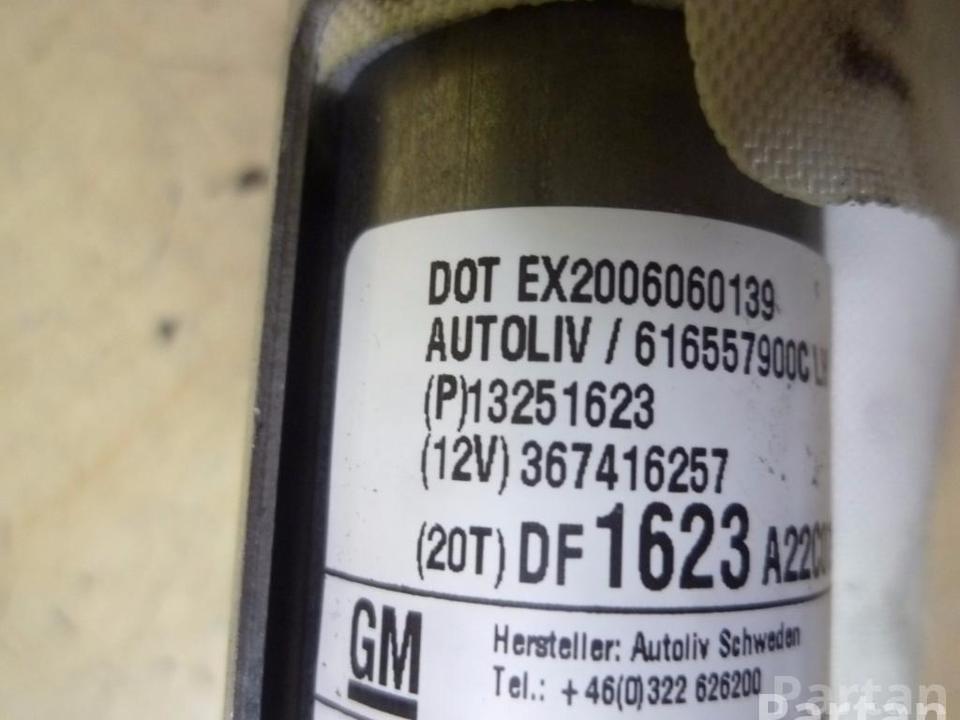 DOT EX2006060139
AUTOLIV / 616557900C
(P)13251623
(12V) 367416257
(20T) DF 1623
GM
Hersteller: Autoliv Schweden
Tel.: +46(0)322 626200
Partan
Partan